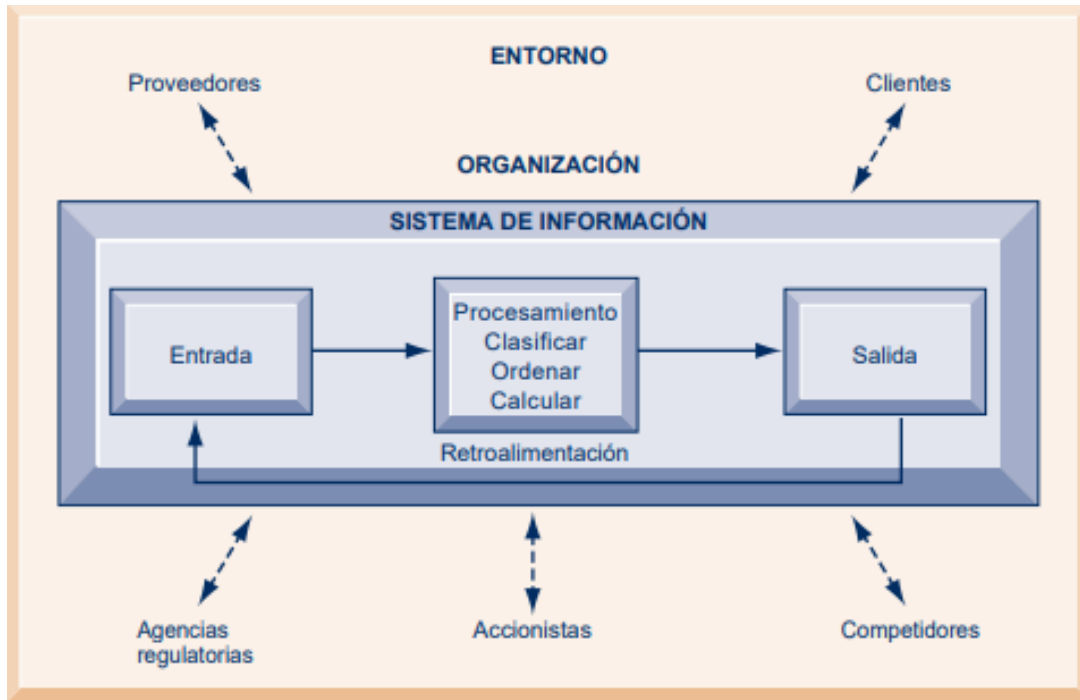 ENTORNO
Proveedores
Clientes
ORGANIZACIÓN
SISTEMA DE INFORMACIÓN
Entrada
Procesamiento
Clasificar
Ordenar
Calcular
Salida
Retroalimentación
Agencias
regulatorias
Accionistas
Competidores